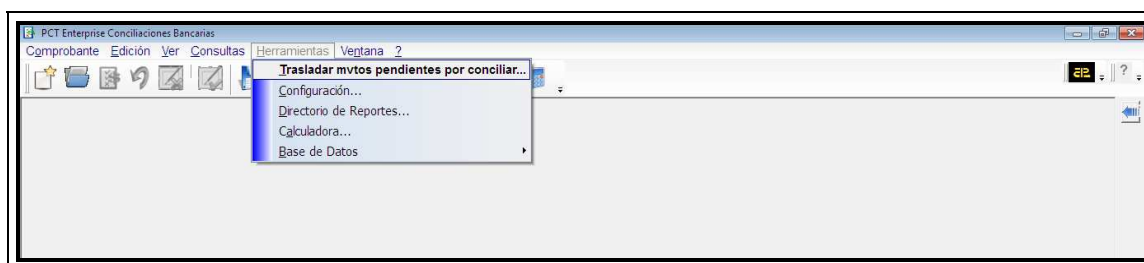 PCT Enterprise Conciliaciones Bancarias
Comprobante Edición Ver Consultas Herramientas Ventana ?
Trasladar mvtos pendientes por conciliar...
?
Configuración...
Directorio de Reportes...
Calculadora...
Base de Datos